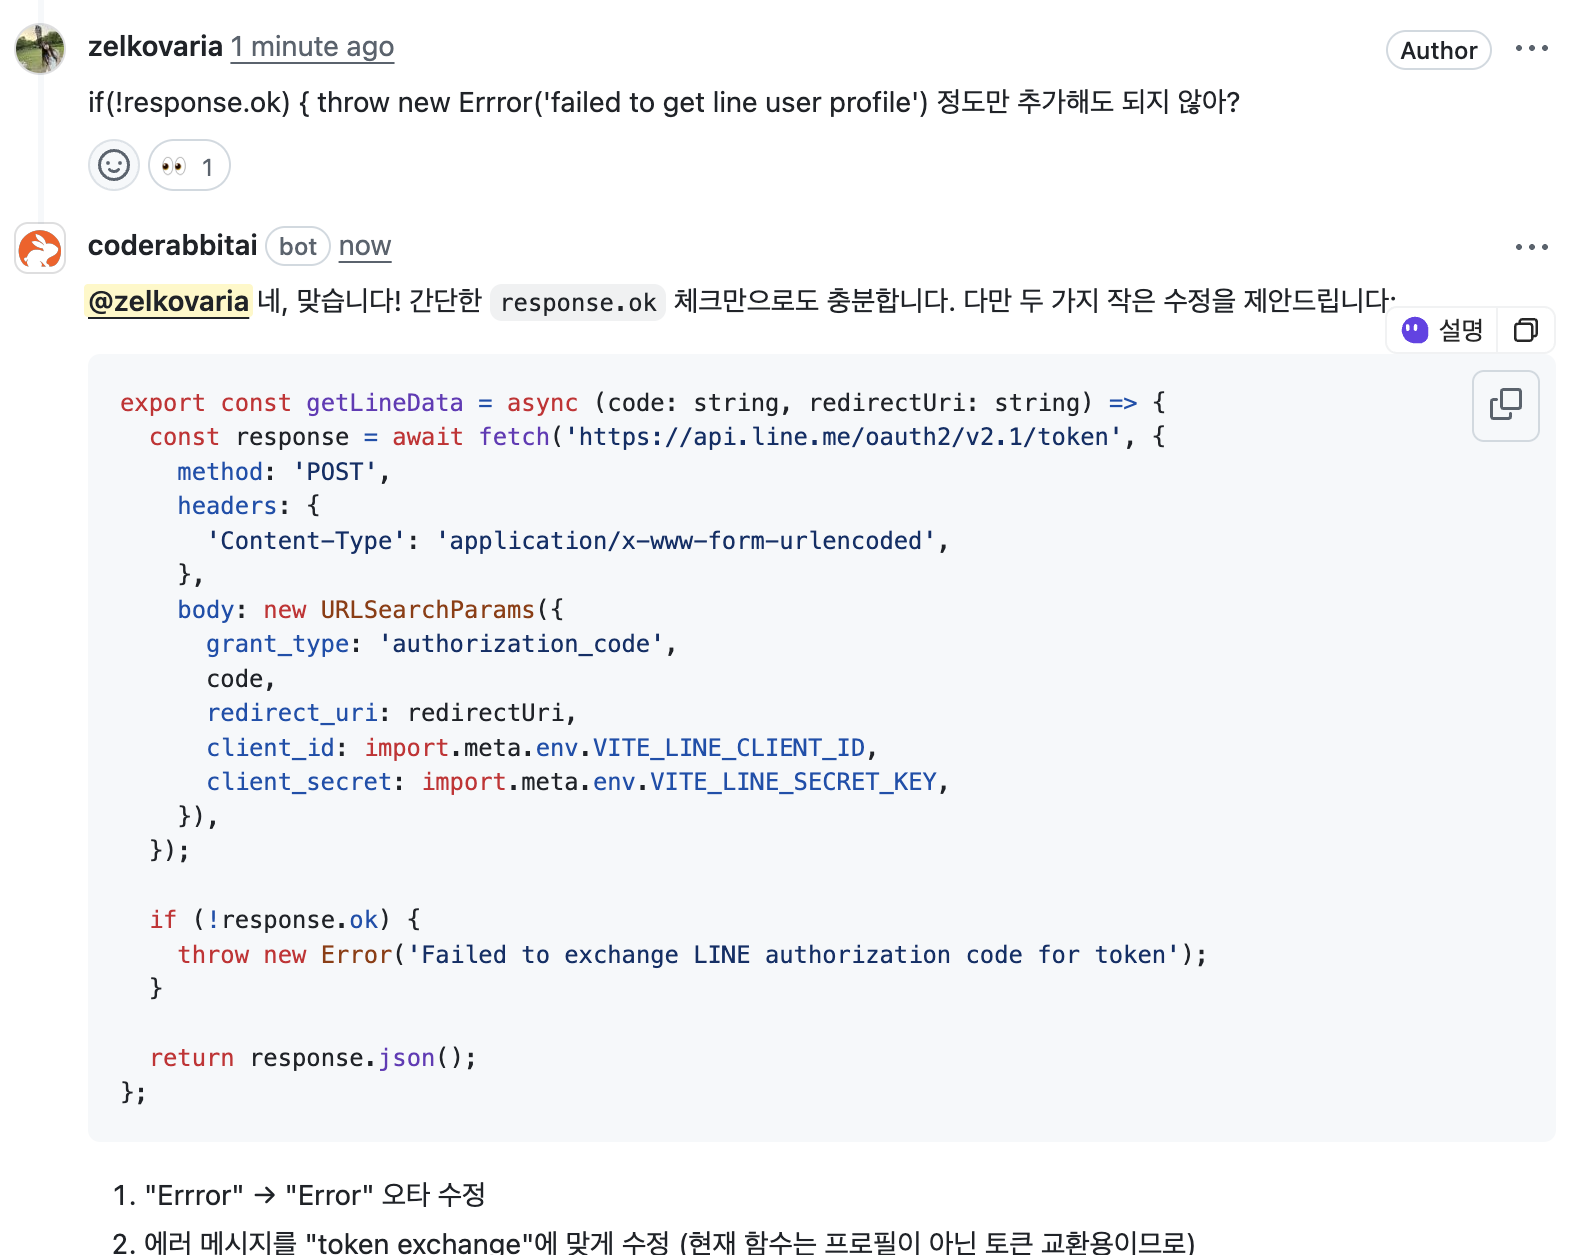 zelkovaria 1 minute ago
Author
if(!response.ok) { throw new Errror('failed to get line user profile') 정도만 추가해도 되지 않아?
👀 1
coderabbitai bot now
@zelkovaria 네, 맞습니다! 간단한 response.ok 체크만으로도 충분합니다. 다만 두 가지 작은 수정을 제안드립니다:
설명
export const getLineData = async (code: string, redirectUri: string) => {
  const response = await fetch('https://api.line.me/oauth2/v2.1/token', {
    method: 'POST',
    headers: {
      'Content-Type': 'application/x-www-form-urlencoded',
    },
    body: new URLSearchParams({
      grant_type: 'authorization_code',
      code,
      redirect_uri: redirectUri,
      client_id: import.meta.env.VITE_LINE_CLIENT_ID,
      client_secret: import.meta.env.VITE_LINE_SECRET_KEY,
    }),
  });
  if (!response.ok) {
    throw new Error('Failed to exchange LINE authorization code for token');
  }
  return response.json();
};
1. "Errror" → "Error" 오타 수정
2. 에러 메시지를 "token exchange"에 맞게 수정 (현재 함수는 프로필이 아닌 토큰 교환용이므로)